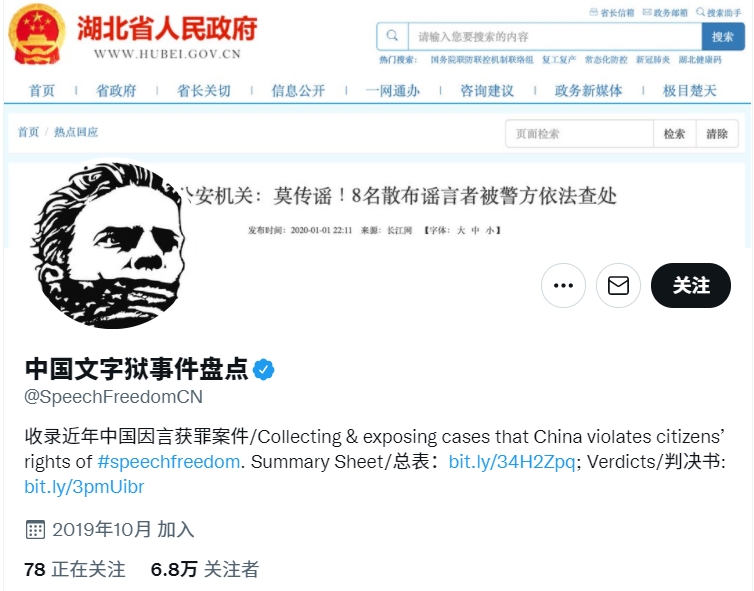 省长信箱 政务邮箱 搜索助手
湖北省人民政府
WWW.HUBEI.GOV.CN
请输入您要搜索的内容 搜索
热门搜索: 国务院联防联控机制联络组 复工复产 常态化防控 新冠肺炎 湖北健康码
首页 | 省政府 | 省长关切 | 信息公开 | 一网通办 | 咨询建议 | 政务新媒体 | 极目楚天
首页 / 热点回应 页面检索 检索 清除
公安机关：莫传谣！8名散布谣言者被警方依法查处
发布时间: 2020-01-01 22:11 来源: 长江网 【字体: 大 中 小】
关注
中国文字狱事件盘点
@SpeechFreedomCN
收录近年中国因言获罪案件/Collecting & exposing cases that China violates citizens’
rights of #speechfreedom. Summary Sheet/总表：bit.ly/34H2Zpq; Verdicts/判决书:
bit.ly/3pmUibr
2019年10月 加入
78 正在关注 6.8万 关注者